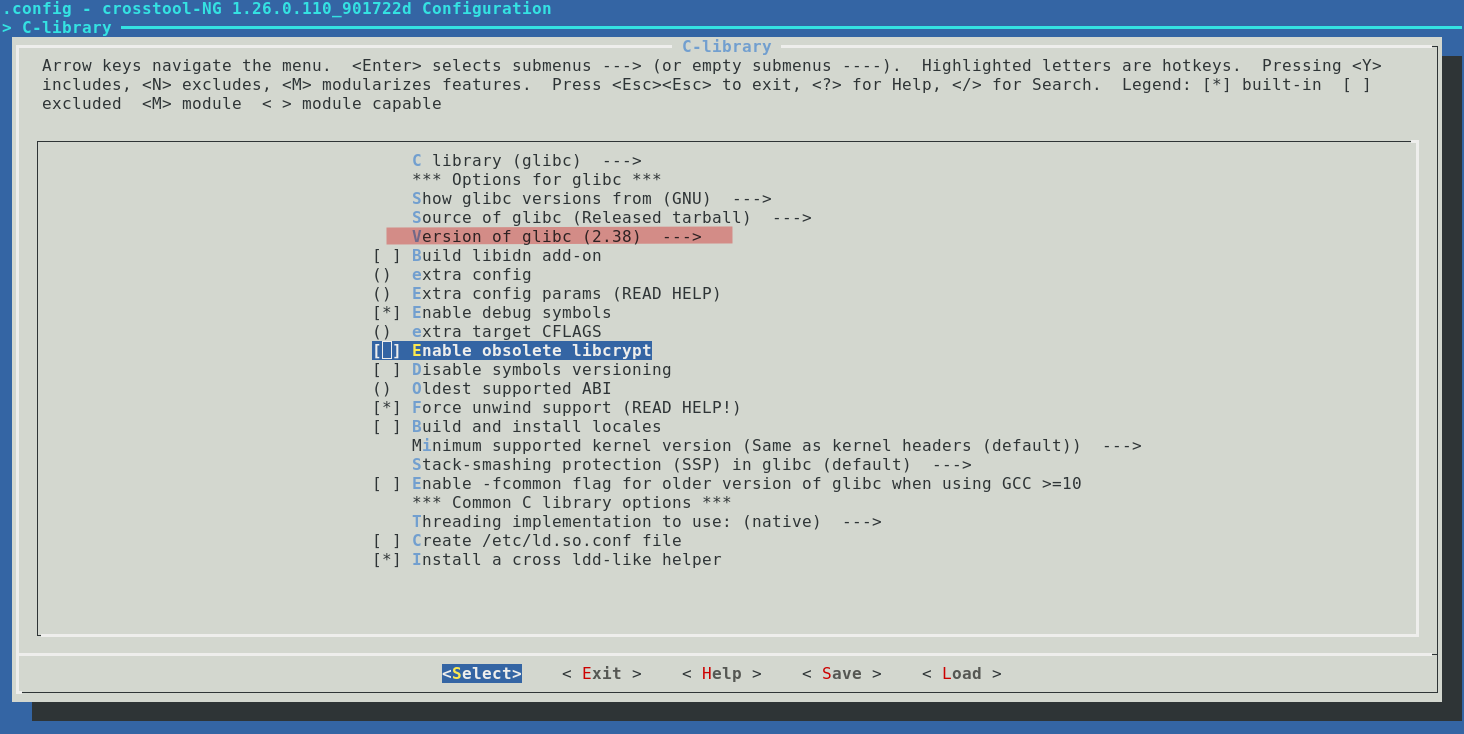 .config - crosstool-NG 1.26.0.110_901722d Configuration
> C-library
C-library
Arrow keys navigate the menu.  <Enter> selects submenus ---> (or empty submenus ----).  Highlighted letters are hotkeys.  Pressing <Y>
includes, <N> excludes, <M> modularizes features.  Press <Esc><Esc> to exit, <?> for Help, </> for Search.  Legend: [*] built-in  [ ]
excluded  <M> module  < > module capable
C library (glibc)  --->
*** Options for glibc ***
Show glibc versions from (GNU)  --->
Source of glibc (Released tarball)  --->
Version of glibc (2.38)  --->
[ ] Build libidn add-on
()  extra config
()  Extra config params (READ HELP)
[*] Enable debug symbols
()  extra target CFLAGS
[ ] Enable obsolete libcrypt
[ ] Disable symbols versioning
()  Oldest supported ABI
[*] Force unwind support (READ HELP!)
[ ] Build and install locales
Minimum supported kernel version (Same as kernel headers (default))  --->
Stack-smashing protection (SSP) in glibc (default)  --->
[ ] Enable -fcommon flag for older version of glibc when using GCC >=10
*** Common C library options ***
Threading implementation to use: (native)  --->
[ ] Create /etc/ld.so.conf file
[*] Install a cross ldd-like helper
<Select>    < Exit >    < Help >    < Save >    < Load >